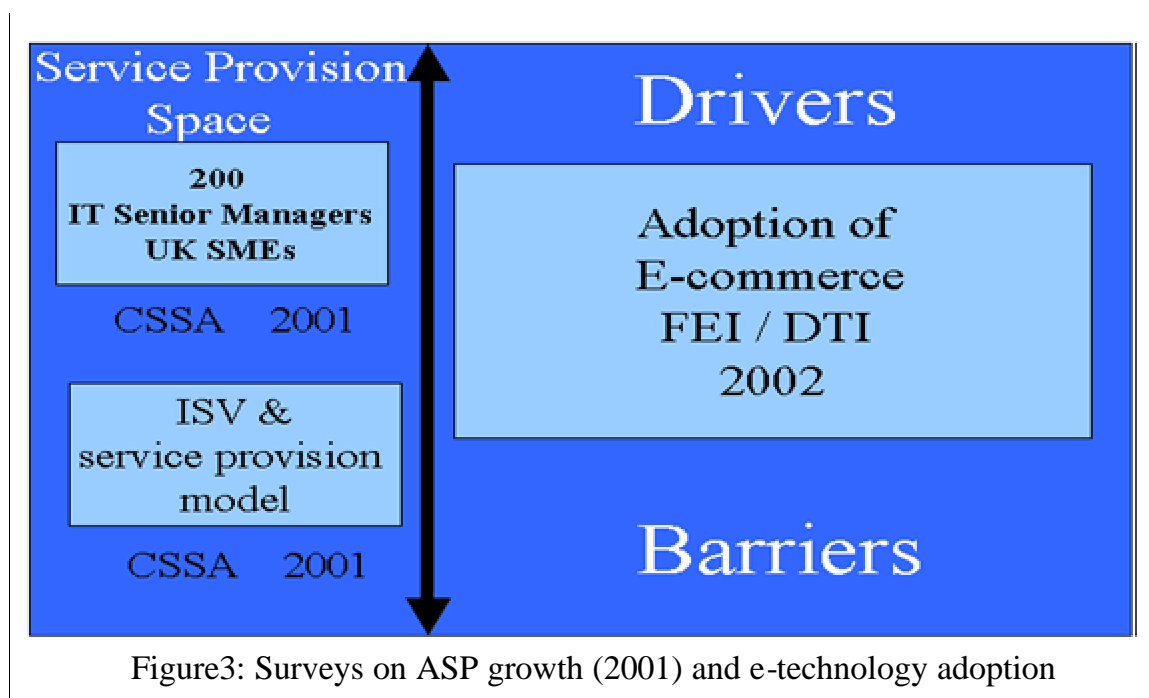 Service Provision
Space
200
IT Senior Managers
UK SMEs
CSSA 2001
ISV &
service provision
model
CSSA 2001
Drivers
Adoption of
E-commerce
FEI / DTI
2002
Barriers
Figure3: Surveys on ASP growth (2001) and e-technology adoption